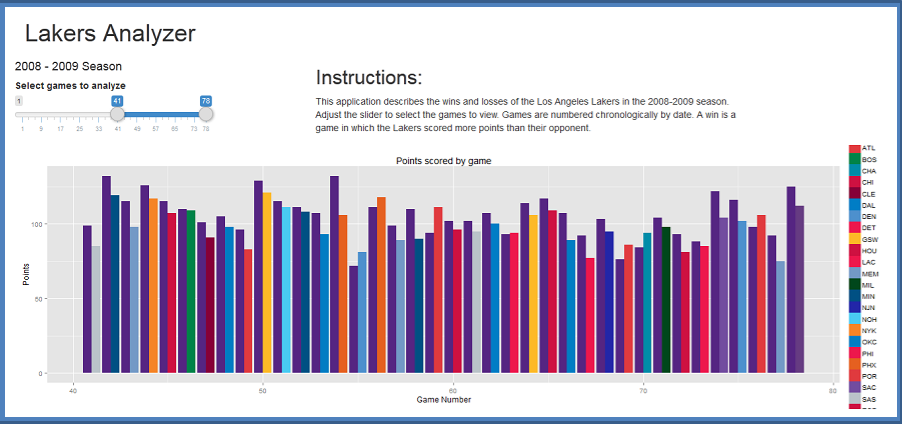 Lakers Analyzer
2008 - 2009 Season
Select games to analyze
1 41 78
1 9 17 25 33 41 49 57 65 73 78
Instructions:
This application describes the wins and losses of the Los Angeles Lakers in the 2008-2009 season.
Adjust the slider to select the games to view. Games are numbered chronologically by date. A win is a
game in which the Lakers scored more points than their opponent.
Points scored by game
Points
100
50
0
40 50 60 70 80
Game Number
ATL
BOS
CHA
CHI
CLE
DAL
DEN
DET
GSW
HOU
LAC
MEM
MIL
MIN
NJN
NOH
NYK
OKC
PHI
PHX
POR
SAC
SAS